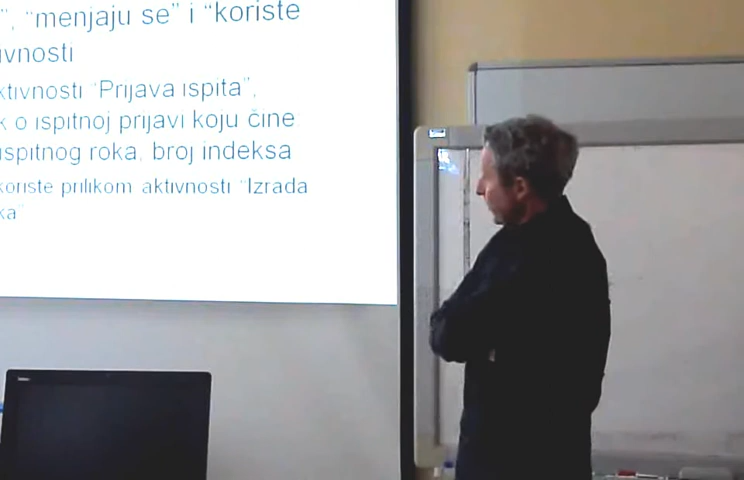 ”, “menjaju se” i “koriste
ivnosti
ktivnosti “Prijava ispita”,
k o ispitnoj prijavi koju čine
ispitnog roka, broj indeksa
koriste prilikom aktivnosti “Izrada
ka”